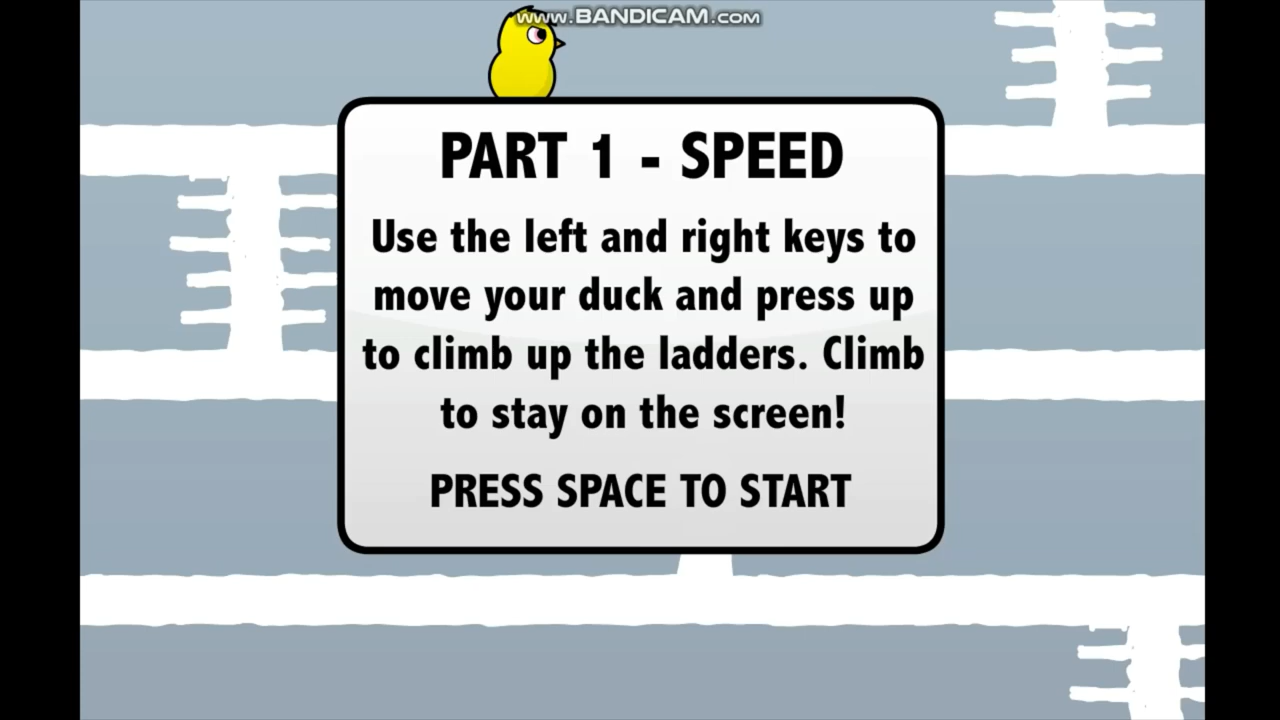 www.BANDICAM.com
PART 1 - SPEED
Use the left and right keys to
move your duck and press up
to climb up the ladders. Climb
to stay on the screen!
PRESS SPACE TO START